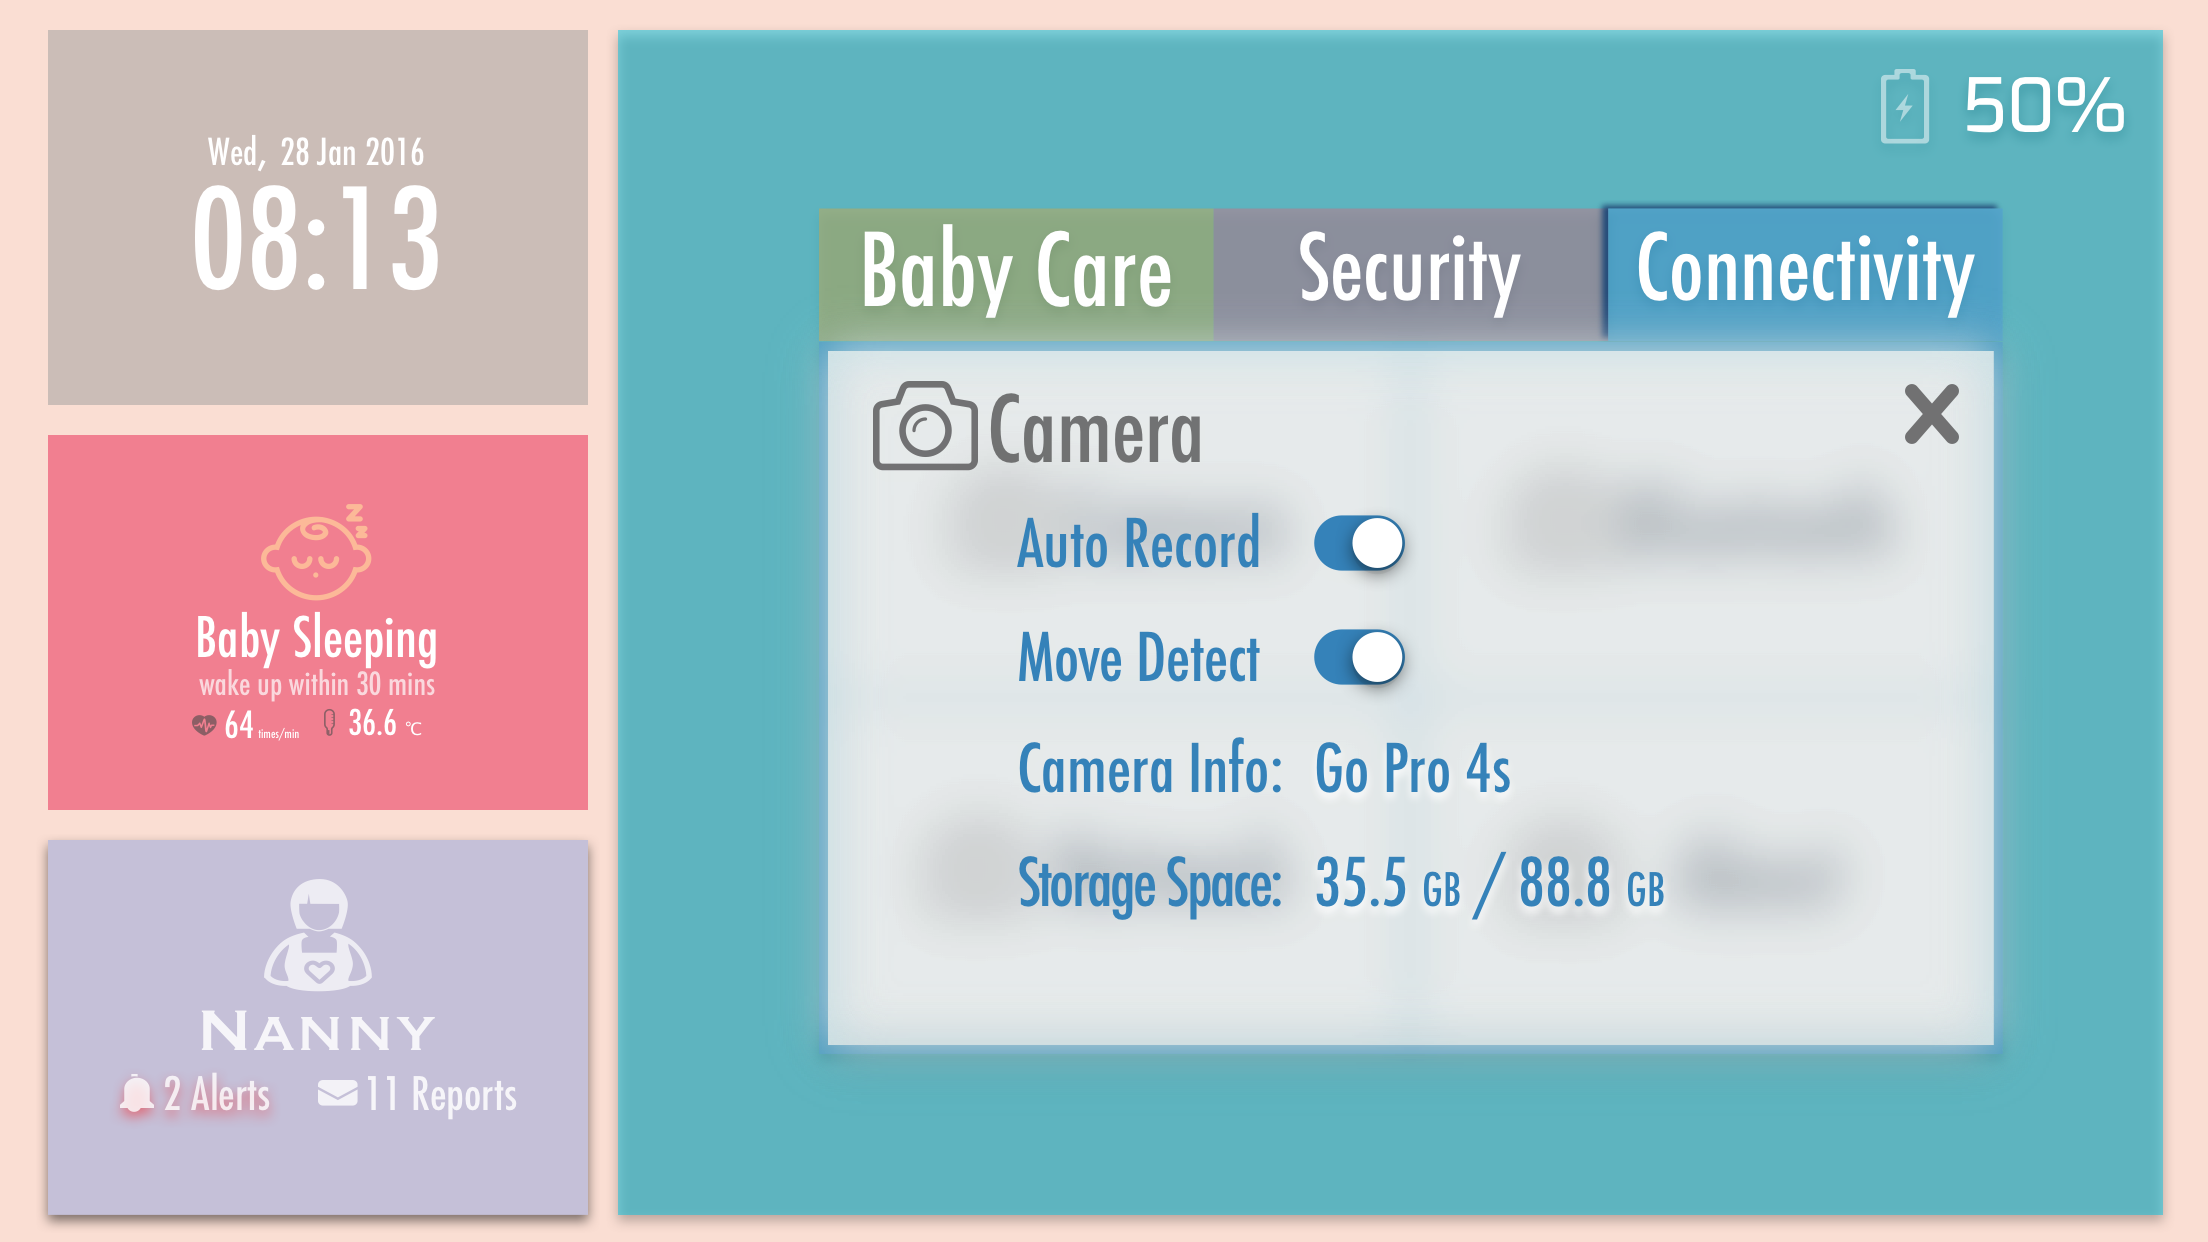 Wed, 28 Jan 2016
08:13
Baby Sleeping
wake up within 30 mins
64 times/min 36.6 °C
NANNY
2 Alerts 11 Reports
50%
Baby Care Security Connectivity
Camera
Auto Record
Move Detect
Camera Info: Go Pro 4s
Storage Space: 35.5 GB / 88.8 GB